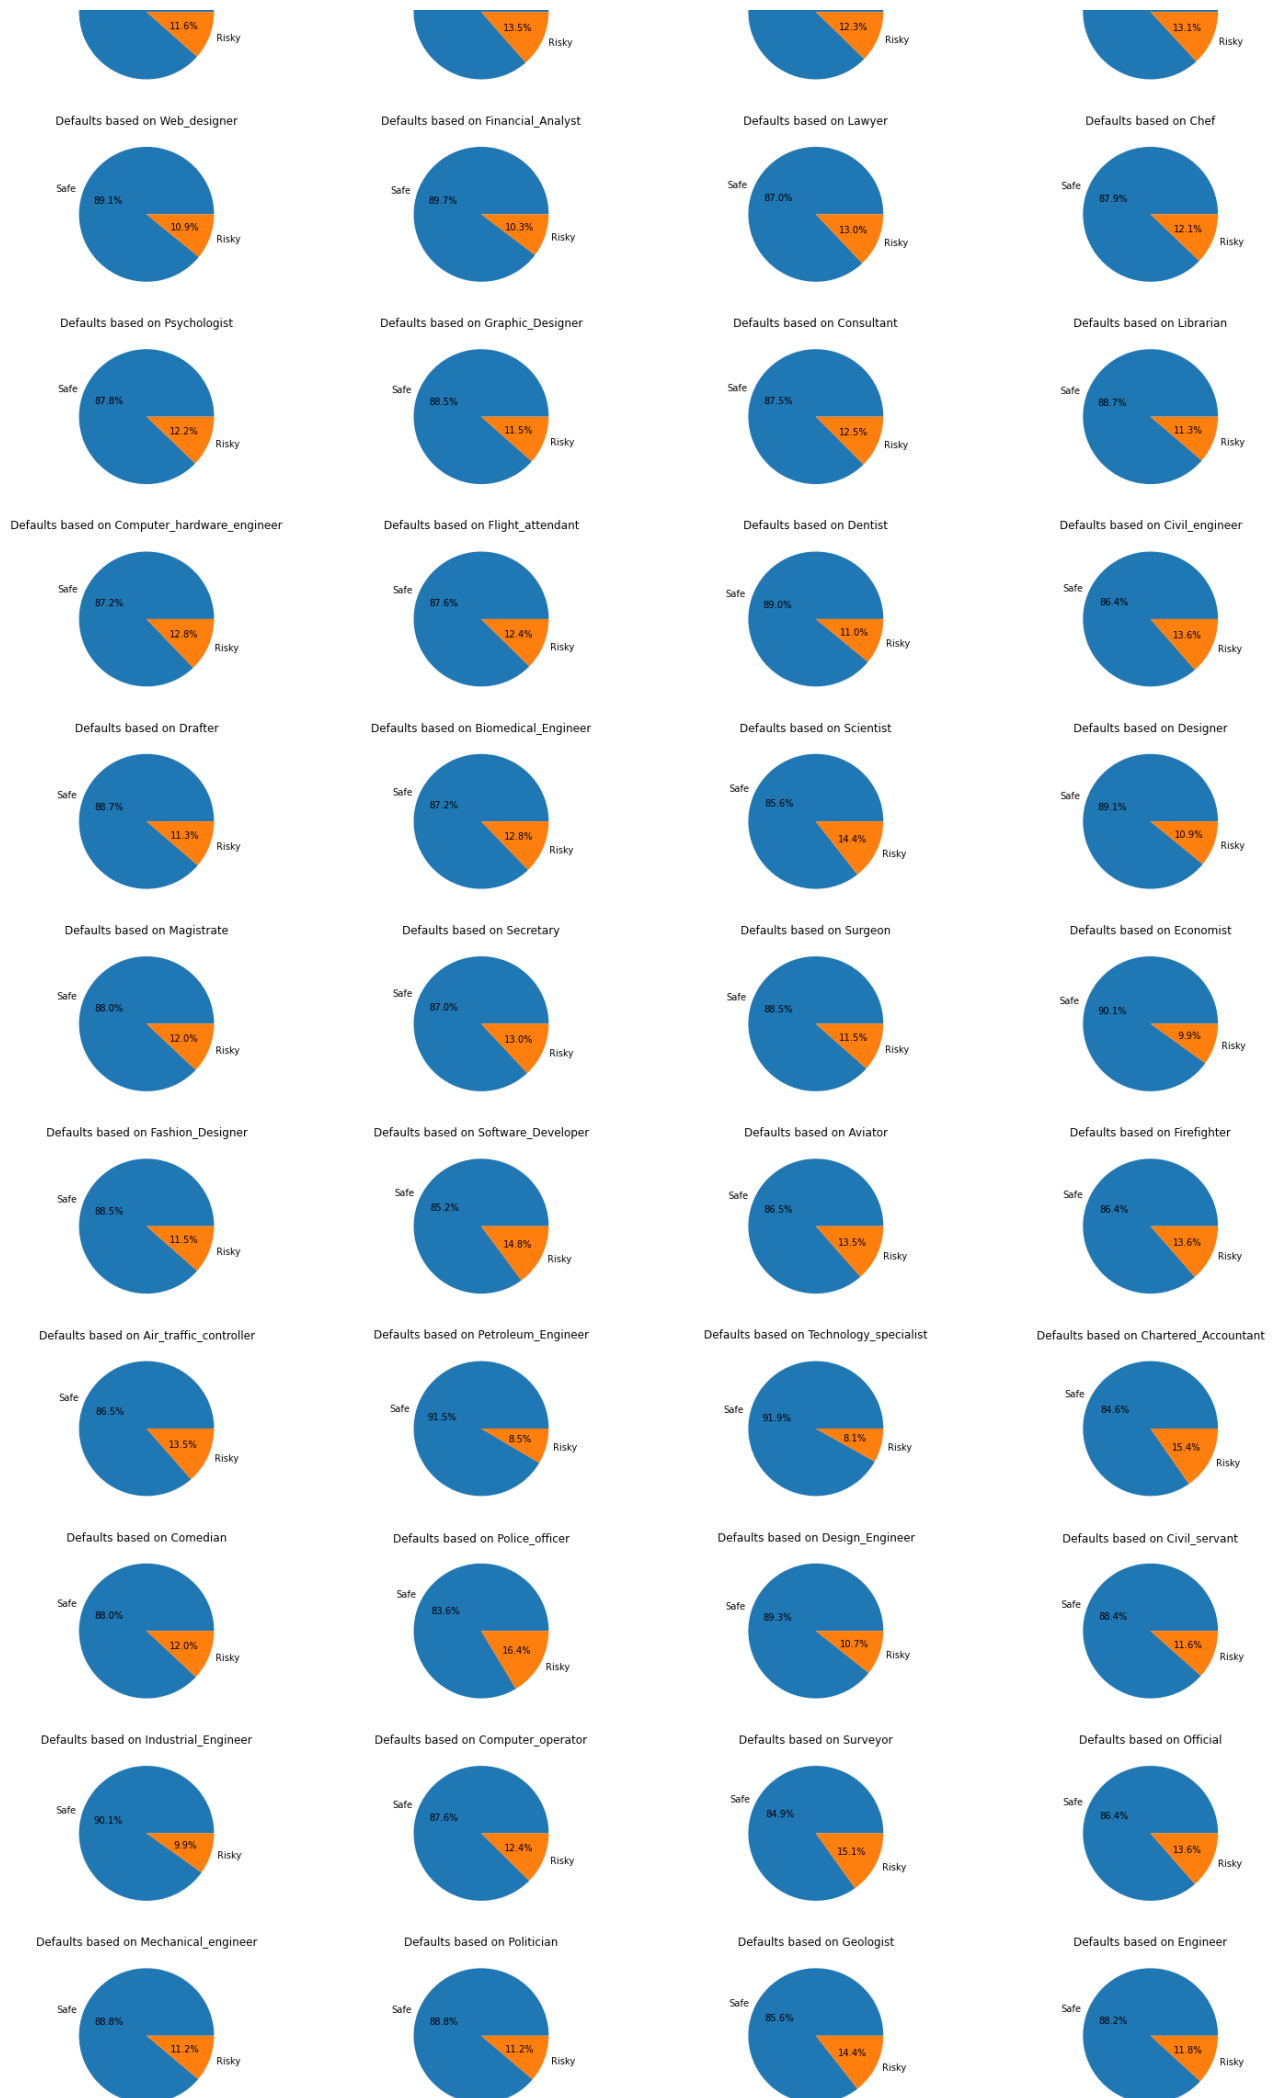 11.6%
Risky
13.5%
Risky
12.3%
Risky
13.1%
Risky
Defaults based on Web_designer
Safe
89.1%
10.9%
Risky
Defaults based on Financial_Analyst
Safe
89.7%
10.3%
Risky
Defaults based on Lawyer
Safe
87.0%
13.0%
Risky
Defaults based on Chef
Safe
87.9%
12.1%
Risky
Defaults based on Psychologist
Safe
87.8%
12.2%
Risky
Defaults based on Graphic_Designer
Safe
88.5%
11.5%
Risky
Defaults based on Consultant
Safe
87.5%
12.5%
Risky
Defaults based on Librarian
Safe
88.7%
11.3%
Risky
Defaults based on Computer_hardware_engineer
Safe
87.2%
12.8%
Risky
Defaults based on Flight_attendant
Safe
87.6%
12.4%
Risky
Defaults based on Dentist
Safe
89.0%
11.0%
Risky
Defaults based on Civil_engineer
Safe
86.4%
13.6%
Risky
Defaults based on Drafter
Safe
88.7%
11.3%
Risky
Defaults based on Biomedical_Engineer
Safe
87.2%
12.8%
Risky
Defaults based on Scientist
Safe
85.6%
14.4%
Risky
Defaults based on Designer
Safe
89.1%
10.9%
Risky
Defaults based on Magistrate
Safe
88.0%
12.0%
Risky
Defaults based on Secretary
Safe
87.0%
13.0%
Risky
Defaults based on Surgeon
Safe
88.5%
11.5%
Risky
Defaults based on Economist
Safe
90.1%
9.9%
Risky
Defaults based on Fashion_Designer
Safe
88.5%
11.5%
Risky
Defaults based on Software_Developer
Safe
85.2%
14.8%
Risky
Defaults based on Aviator
Safe
86.5%
13.5%
Risky
Defaults based on Firefighter
Safe
86.4%
13.6%
Risky
Defaults based on Air_traffic_controller
Safe
86.5%
13.5%
Risky
Defaults based on Petroleum_Engineer
Safe
91.5%
8.5%
Risky
Defaults based on Technology_specialist
Safe
91.9%
8.1%
Risky
Defaults based on Chartered_Accountant
Safe
84.6%
15.4%
Risky
Defaults based on Comedian
Safe
88.0%
12.0%
Risky
Defaults based on Police_officer
Safe
83.6%
16.4%
Risky
Defaults based on Design_Engineer
Safe
89.3%
10.7%
Risky
Defaults based on Civil_servant
Safe
88.4%
11.6%
Risky
Defaults based on Industrial_Engineer
Safe
90.1%
9.9%
Risky
Defaults based on Computer_operator
Safe
87.6%
12.4%
Risky
Defaults based on Surveyor
Safe
84.9%
15.1%
Risky
Defaults based on Official
Safe
86.4%
13.6%
Risky
Defaults based on Mechanical_engineer
Safe
88.8%
11.2%
Risky
Defaults based on Politician
Safe
88.8%
11.2%
Risky
Defaults based on Geologist
Safe
85.6%
14.4%
Risky
Defaults based on Engineer
Safe
88.2%
11.8%
Risky